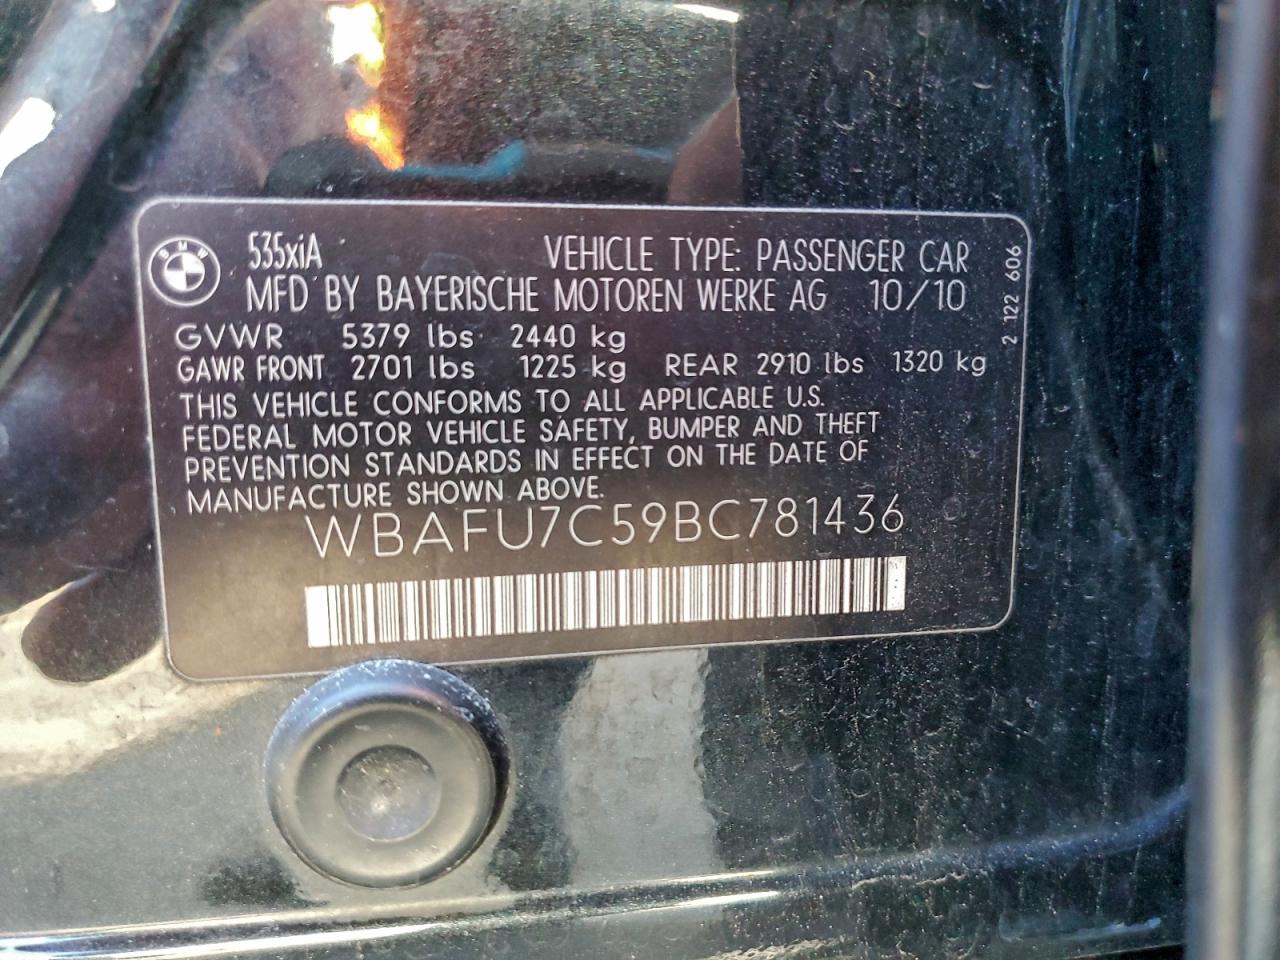 BMW
535xiA VEHICLE TYPE: PASSENGER CAR
MFD BY BAYERISCHE MOTOREN WERKE AG 10/10
GVWR 5379 lbs 2440 kg
GAWR FRONT 2701 lbs 1225 kg REAR 2910 lbs 1320 kg
THIS VEHICLE CONFORMS TO ALL APPLICABLE U.S.
FEDERAL MOTOR VEHICLE SAFETY, BUMPER AND THEFT
PREVENTION STANDARDS IN EFFECT ON THE DATE OF
MANUFACTURE SHOWN ABOVE.
WBAFU7C59BC781436
2 122 606